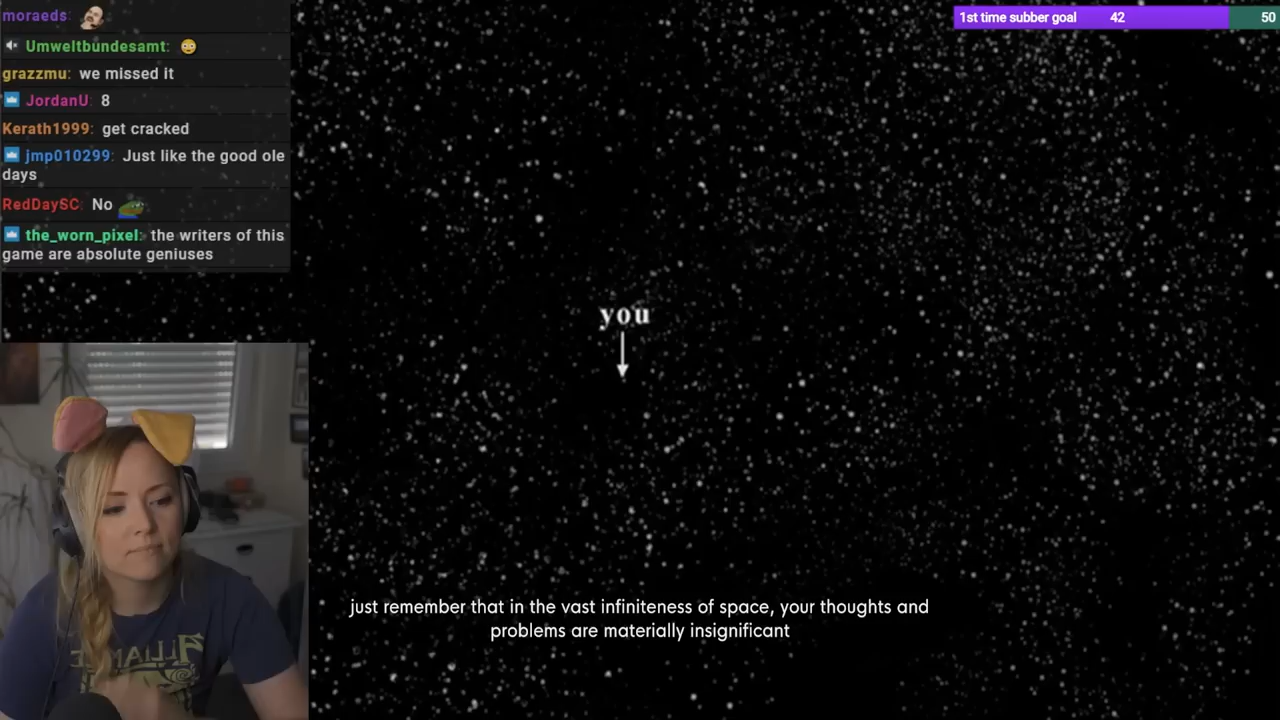 moraeds:
Umweltbundesamt:
grazzmu: we missed it
JordanU: 8
Kerath1999: get cracked
jmp010299: Just like the good ole
days
RedDaySC: No
the_worn_pixel: the writers of this
game are absolute geniuses
1st time subber goal 42 50
you
ALLIANCE
just remember that in the vast infiniteness of space, your thoughts and
problems are materially insignificant